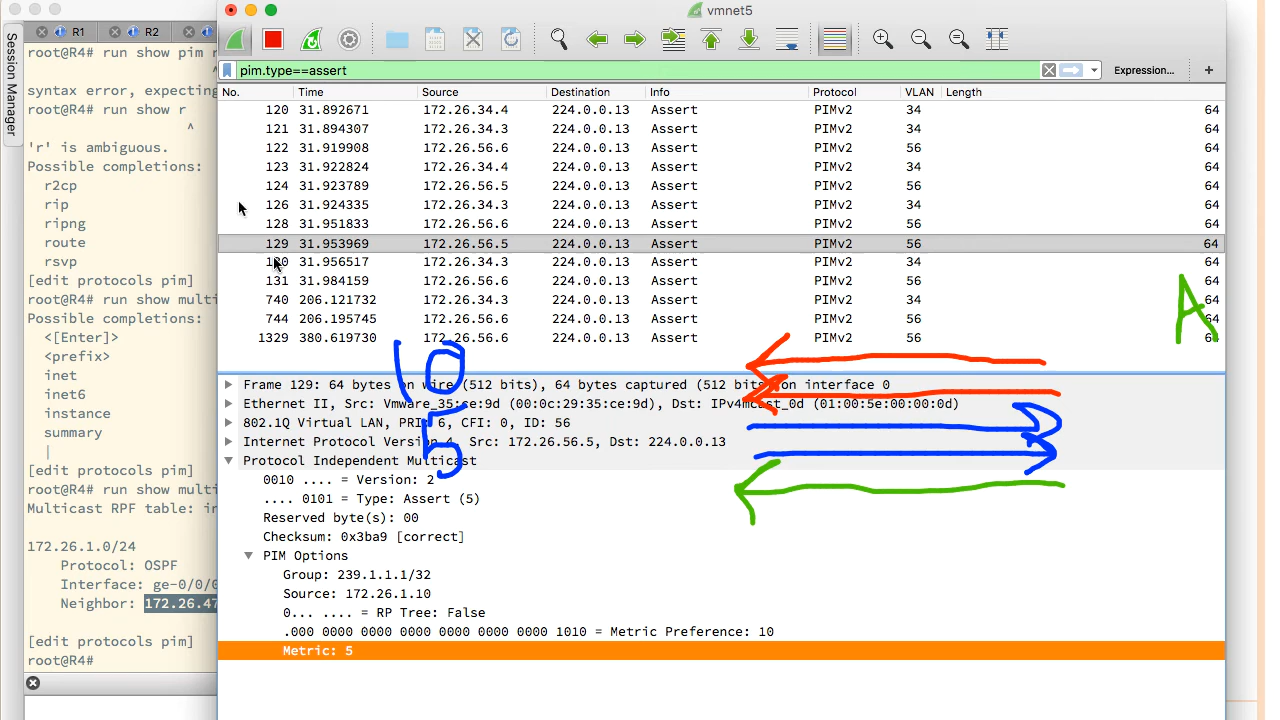 vmnet5
R1
R2
Session Manager
root@R4# run show pim r
^
syntax error, expecting
root@R4# run show r
^
'r' is ambiguous.
Possible completions:
r2cp
rip
ripng
route
rsvp
[edit protocols pim]
root@R4# run show multi
Possible completions:
<[Enter]>
<prefix>
inet
inet6
instance
summary
|
[edit protocols pim]
root@R4# run show multi
Multicast RPF table: in
172.26.1.0/24
Protocol: OSPF
Interface: ge-0/0/0
Neighbor: 172.26.47
[edit protocols pim]
root@R4#
pim.type==assert
Expression...
+
No. Time Source Destination Info Protocol VLAN Length
120 31.892671 172.26.34.4 224.0.0.13 Assert PIMv2 34 64
121 31.894307 172.26.34.3 224.0.0.13 Assert PIMv2 34 64
122 31.919908 172.26.56.6 224.0.0.13 Assert PIMv2 56 64
123 31.922824 172.26.34.4 224.0.0.13 Assert PIMv2 34 64
124 31.923789 172.26.56.5 224.0.0.13 Assert PIMv2 56 64
126 31.924335 172.26.34.3 224.0.0.13 Assert PIMv2 34 64
128 31.951833 172.26.56.6 224.0.0.13 Assert PIMv2 56 64
129 31.953969 172.26.56.5 224.0.0.13 Assert PIMv2 56 64
130 31.956517 172.26.34.3 224.0.0.13 Assert PIMv2 34 64
131 31.984159 172.26.56.6 224.0.0.13 Assert PIMv2 56 64
740 206.121732 172.26.34.3 224.0.0.13 Assert PIMv2 34 64
744 206.195745 172.26.56.6 224.0.0.13 Assert PIMv2 56 64
1329 380.619730 172.26.56.6 224.0.0.13 Assert PIMv2 56 64
A
10
5
Frame 129: 64 bytes on wire (512 bits), 64 bytes captured (512 bits) on interface 0
Ethernet II, Src: Vmware_35:ce:9d (00:0c:29:35:ce:9d), Dst: IPv4mcast_0d (01:00:5e:00:00:0d)
802.1Q Virtual LAN, PRI: 6, CFI: 0, ID: 56
Internet Protocol Version 4, Src: 172.26.56.5, Dst: 224.0.0.13
Protocol Independent Multicast
0010 .... = Version: 2
.... 0101 = Type: Assert (5)
Reserved byte(s): 00
Checksum: 0x3ba9 [correct]
PIM Options
Group: 239.1.1.1/32
Source: 172.26.1.10
0... .... = RP Tree: False
.000 0000 0000 0000 0000 0000 0000 1010 = Metric Preference: 10
Metric: 5